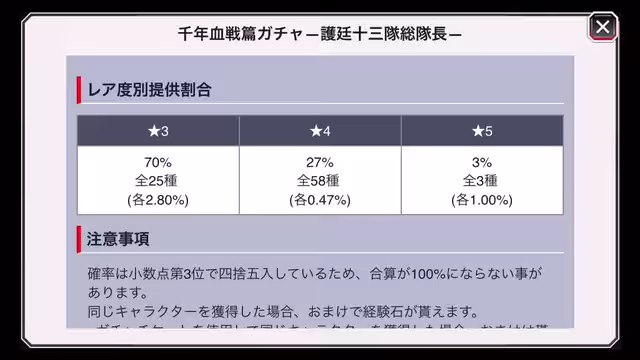 千年血戦篇ガチャ ー護廷十三隊総隊長ー
レア度別提供割合
★3 ★4 ★5
70% 27% 3%
全25種 全58種 全3種
(各2.80%) (各0.47%) (各1.00%)
注意事項
確率は小数点第3位で四捨五入しているため、合算が100%にならない事が
あります。
同じキャラクターを獲得した場合、おまけで経験石が貰えます。